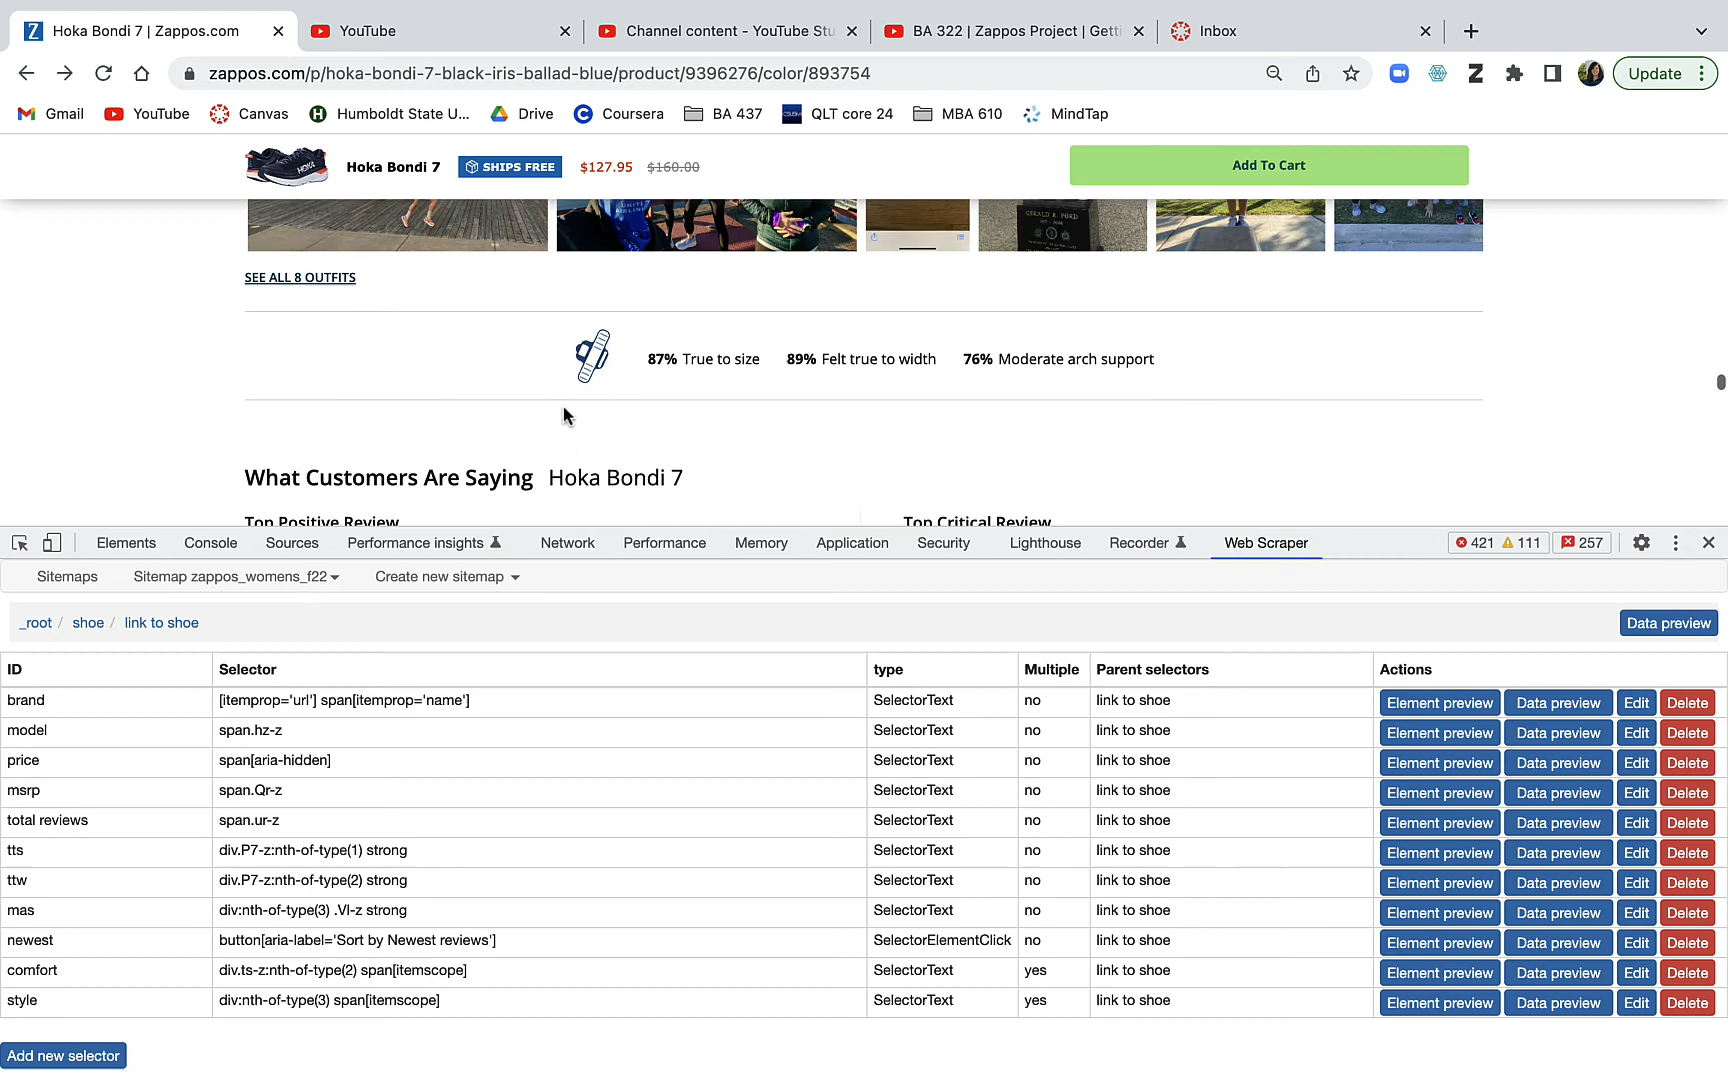 Hoka Bondi 7 | Zappos.com
YouTube
Channel content - YouTube Stu
BA 322 | Zappos Project | Getti
Inbox
zappos.com/p/hoka-bondi-7-black-iris-ballad-blue/product/9396276/color/893754
Update
Gmail
YouTube
Canvas
Humboldt State U...
Drive
Coursera
BA 437
QLT core 24
MBA 610
MindTap
Hoka Bondi 7
SHIPS FREE
$127.95 $160.00
Add To Cart
SEE ALL 8 OUTFITS
87% True to size
89% Felt true to width
76% Moderate arch support
What Customers Are Saying Hoka Bondi 7
Top Positive Review
Top Critical Review
Elements Console Sources Performance insights Network Performance Memory Application Security Lighthouse Recorder Web Scraper 421 111 257
Sitemaps Sitemap zappos_womens_f22 Create new sitemap
_root / shoe / link to shoe
Data preview
ID Selector type Multiple Parent selectors Actions
brand [itemprop='url'] span[itemprop='name'] SelectorText no link to shoe Element preview Data preview Edit Delete
model span.hz-z SelectorText no link to shoe Element preview Data preview Edit Delete
price span[aria-hidden] SelectorText no link to shoe Element preview Data preview Edit Delete
msrp span.Qr-z SelectorText no link to shoe Element preview Data preview Edit Delete
total reviews span.ur-z SelectorText no link to shoe Element preview Data preview Edit Delete
tts div.P7-z:nth-of-type(1) strong SelectorText no link to shoe Element preview Data preview Edit Delete
ttw div.P7-z:nth-of-type(2) strong SelectorText no link to shoe Element preview Data preview Edit Delete
mas div:nth-of-type(3) .Vl-z strong SelectorText no link to shoe Element preview Data preview Edit Delete
newest button[aria-label='Sort by Newest reviews'] SelectorElementClick no link to shoe Element preview Data preview Edit Delete
comfort div.ts-z:nth-of-type(2) span[itemscope] SelectorText yes link to shoe Element preview Data preview Edit Delete
style div:nth-of-type(3) span[itemscope] SelectorText yes link to shoe Element preview Data preview Edit Delete
Add new selector